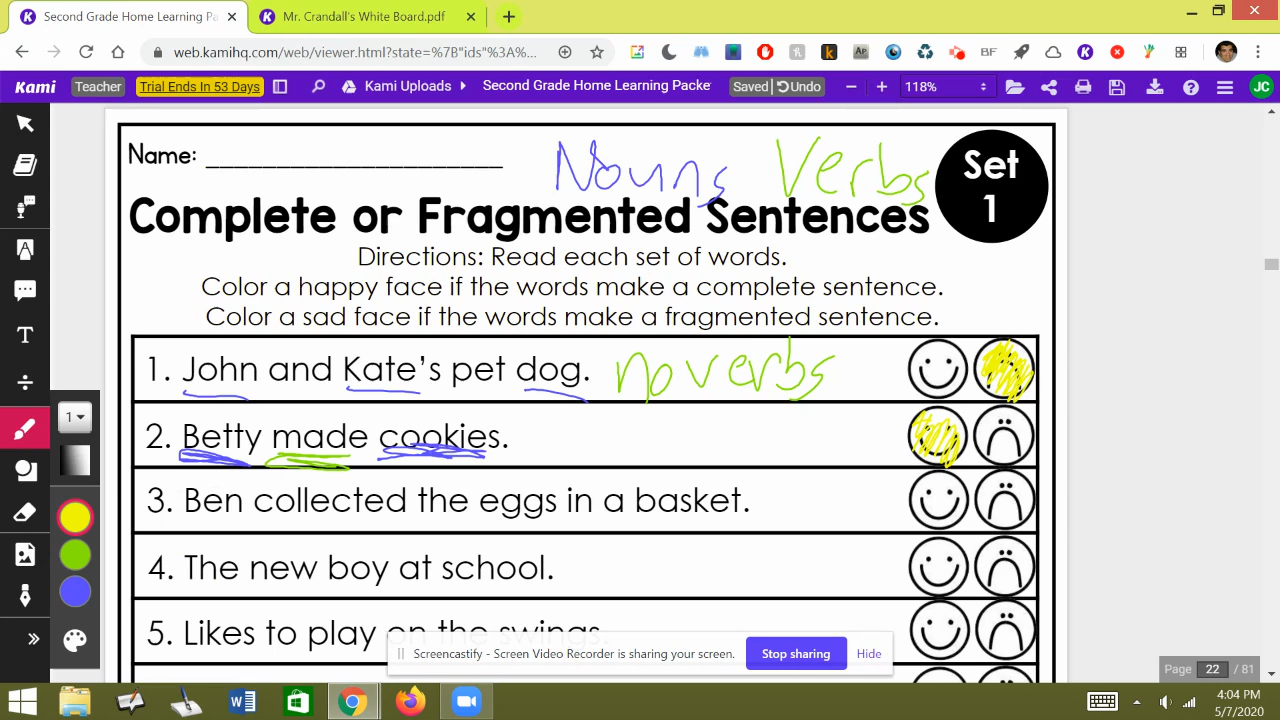 Second Grade Home Learning Pa
Mr. Crandall's White Board.pdf
web.kamihq.com/web/viewer.html?state=%7B"ids"%3A%...
Kami
Teacher
Trial Ends In 53 Days
Kami Uploads
Second Grade Home Learning Packe
Saved | Undo
118%
JC
Name: ____________________
Nouns Verbs
Set 1
Complete or Fragmented Sentences
Directions: Read each set of words.
Color a happy face if the words make a complete sentence.
Color a sad face if the words make a fragmented sentence.
1. John and Kate's pet dog. no verbs
2. Betty made cookies.
3. Ben collected the eggs in a basket.
4. The new boy at school.
5. Likes to play on the swings.
Screencastify - Screen Video Recorder is sharing your screen.
Stop sharing
Hide
Page 22 / 81
4:04 PM
5/7/2020